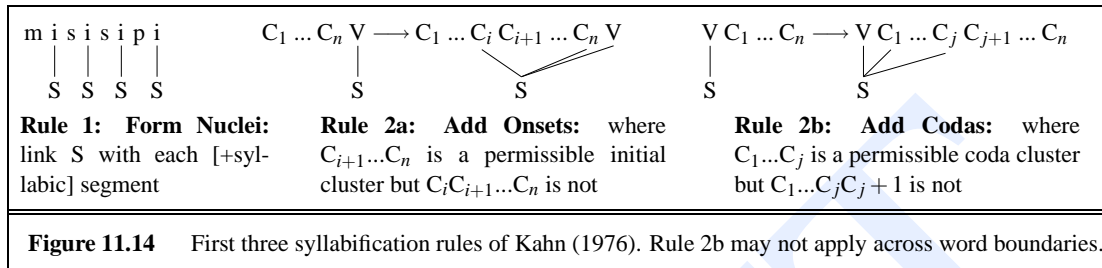 m i s i s i p i
S S S S
C1 ... Cn V → C1 ... Ci Ci+1 ... Cn V
S S
V C1 ... Cn → V C1 ... Cj Cj+1 ... Cn
S S
Rule 1: Form Nuclei:
link S with each [+syl-
labic] segment
Rule 2a: Add Onsets: where
Ci+1...Cn is a permissible initial
cluster but CiCi+1...Cn is not
Rule 2b: Add Codas: where
C1...Cj is a permissible coda cluster
but C1...CjCj + 1 is not
Figure 11.14 First three syllabification rules of Kahn (1976). Rule 2b may not apply across word boundaries.